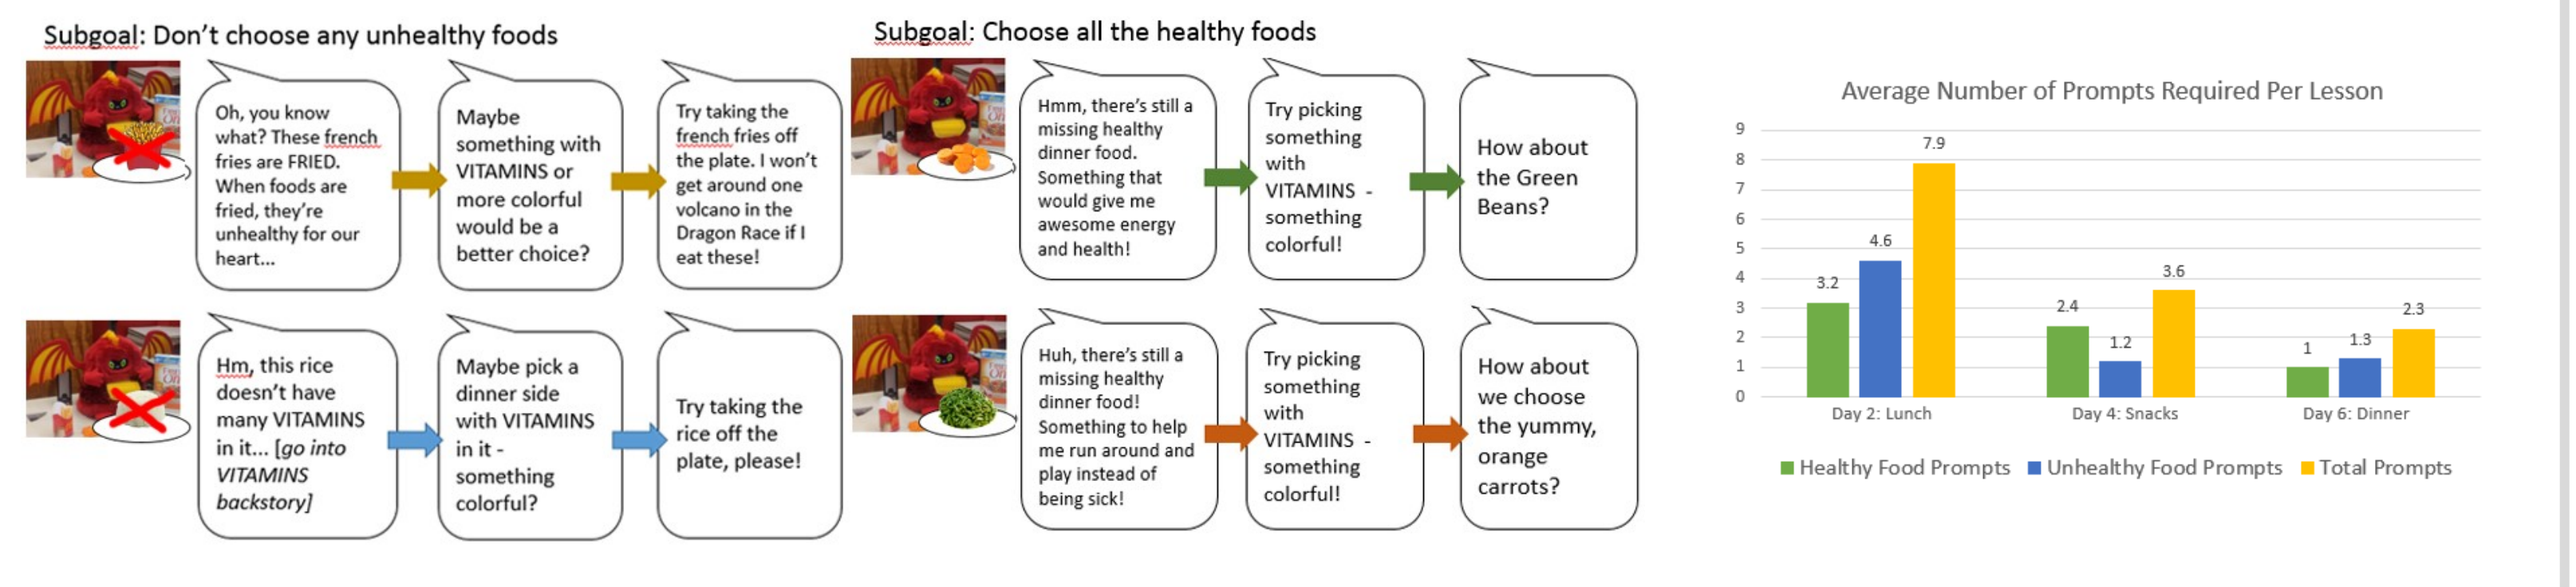 Subgoal: Don't choose any unhealthy foods
Oh, you know
what? These french
fries are FRIED.
When foods are
fried, they're
unhealthy for our
heart...
Maybe
something with
VITAMINS or
more colorful
would be a
better choice?
Try taking the
french fries off
the plate. I won't
get around one
volcano in the
Dragon Race if I
eat these!
Hm, this rice
doesn't have
many VITAMINS
in it... [go into
VITAMINS
backstory]
Maybe pick a
dinner side
with VITAMINS
in it -
something
colorful?
Try taking the
rice off the
plate, please!
Subgoal: Choose all the healthy foods
Hmm, there's still a
missing healthy
dinner food.
Something that
would give me
awesome energy
and health!
Try picking
something
with
VITAMINS -
something
colorful!
How about
the Green
Beans?
Huh, there's still a
missing healthy
dinner food!
Something to help
me run around and
play instead of
being sick!
Try picking
something
with
VITAMINS -
something
colorful!
How about
we choose
the yummy,
orange
carrots?
Average Number of Prompts Required Per Lesson
9
8
7
6
5
4
3
2
1
0
3.2
4.6
7.9
2.4
1.2
3.6
1
1.3
2.3
Day 2: Lunch
Day 4: Snacks
Day 6: Dinner
Healthy Food Prompts
Unhealthy Food Prompts
Total Prompts